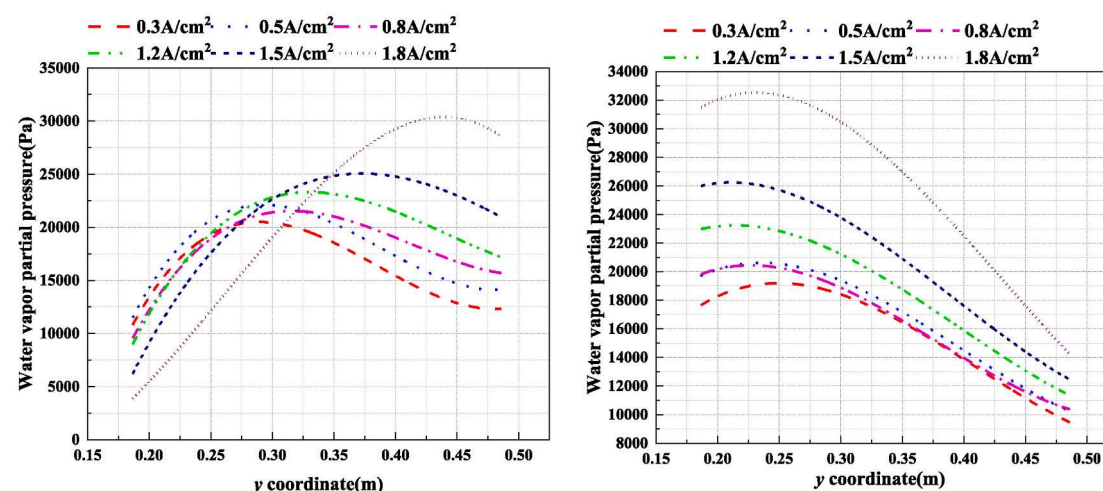 0.3A/cm² 0.5A/cm² 0.8A/cm²
1.2A/cm² 1.5A/cm² 1.8A/cm²
Water vapor partial pressure(Pa)
35000
30000
25000
20000
15000
10000
5000
0
0.15 0.20 0.25 0.30 0.35 0.40 0.45 0.50
y coordinate(m)
0.3A/cm² 0.5A/cm² 0.8A/cm²
1.2A/cm² 1.5A/cm² 1.8A/cm²
Water vapor partial pressure(Pa)
34000
32000
30000
28000
26000
24000
22000
20000
18000
16000
14000
12000
10000
8000
0.15 0.20 0.25 0.30 0.35 0.40 0.45 0.50
y coordinate(m)